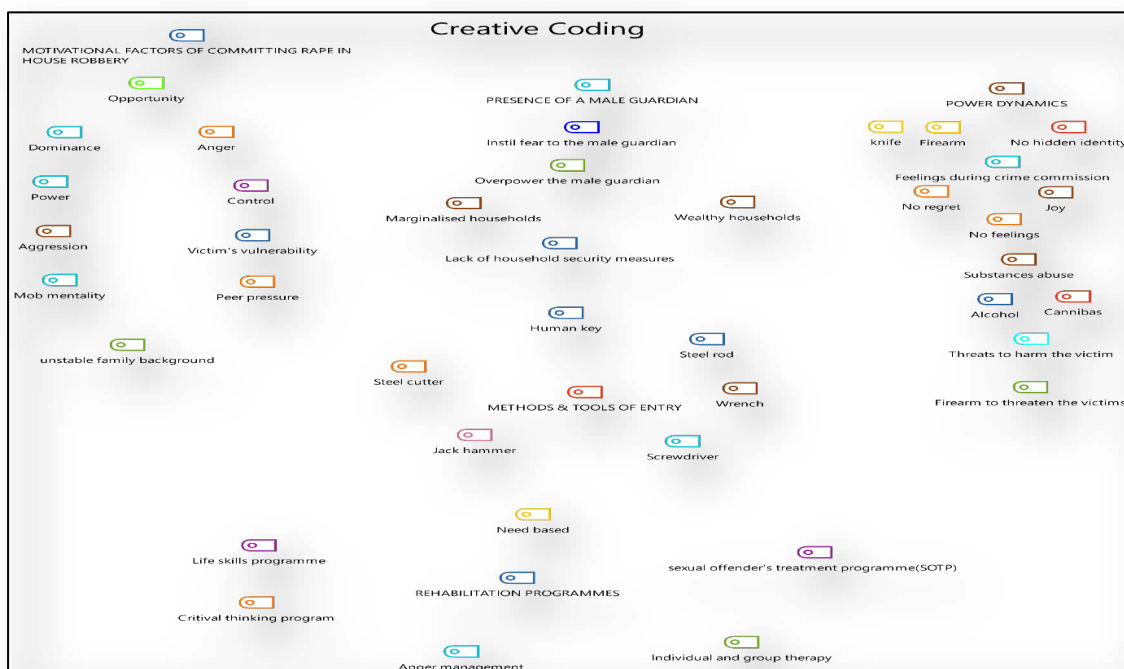 Creative Coding
MOTIVATIONAL FACTORS OF COMMITTING RAPE IN
HOUSE ROBBERY
Opportunity
Dominance
Anger
Power
Control
Aggression
Victim's vulnerability
Mob mentality
Peer pressure
unstable family background
PRESENCE OF A MALE GUARDIAN
Instil fear to the male guardian
Overpower the male guardian
Marginalised households
Wealthy households
Lack of household security measures
Human key
Steel rod
Steel cutter
METHODS & TOOLS OF ENTRY
Wrench
Jack hammer
Screwdriver
POWER DYNAMICS
knife
Firearm
No hidden identity
Feelings during crime commission
No regret
Joy
No feelings
Substances abuse
Alcohol
Cannibas
Threats to harm the victim
Firearm to threaten the victims
Need based
Life skills programme
sexual offender's treatment programme(SOTP)
REHABILITATION PROGRAMMES
Critival thinking program
Anger management
Individual and group therapy